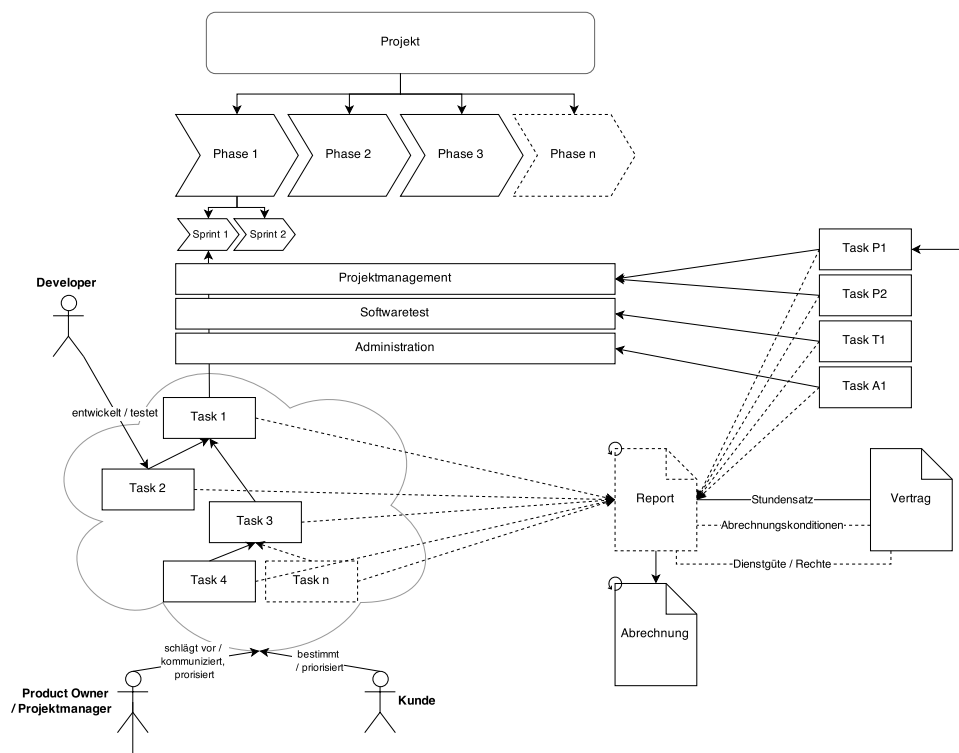 Projekt
Phase 1
Phase 2
Phase 3
Phase n
Sprint 1
Sprint 2
Task P1
Projektmanagement
Developer
Task P2
Softwaretest
Task T1
Administration
Task A1
entwickelt / testet
Task 1
Task 2
Report
Stundensatz
Vertrag
Task 3
Abrechnungskonditionen
Dienstgüte / Rechte
Task 4
Task n
Abrechnung
schlägt vor /
kommuniziert,
prorisiert
bestimmt
/ priorisiert
Product Owner
/ Projektmanager
Kunde